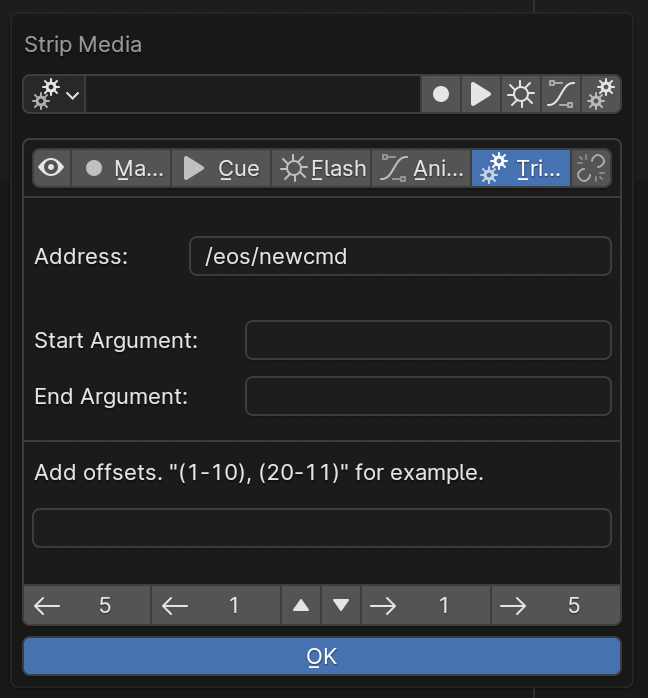 Strip Media
Ma... Cue Flash Ani... Tri...
Address: /eos/newcmd
Start Argument:
End Argument:
Add offsets. "(1-10), (20-11)" for example.
5 1 1 5
OK